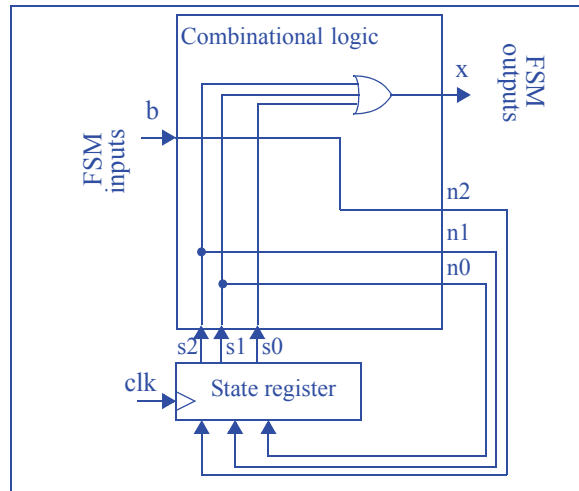 Combinational logic
x
FSM
outputs
b
FSM
inputs
n2
n1
n0
s2
s1
s0
clk
State register